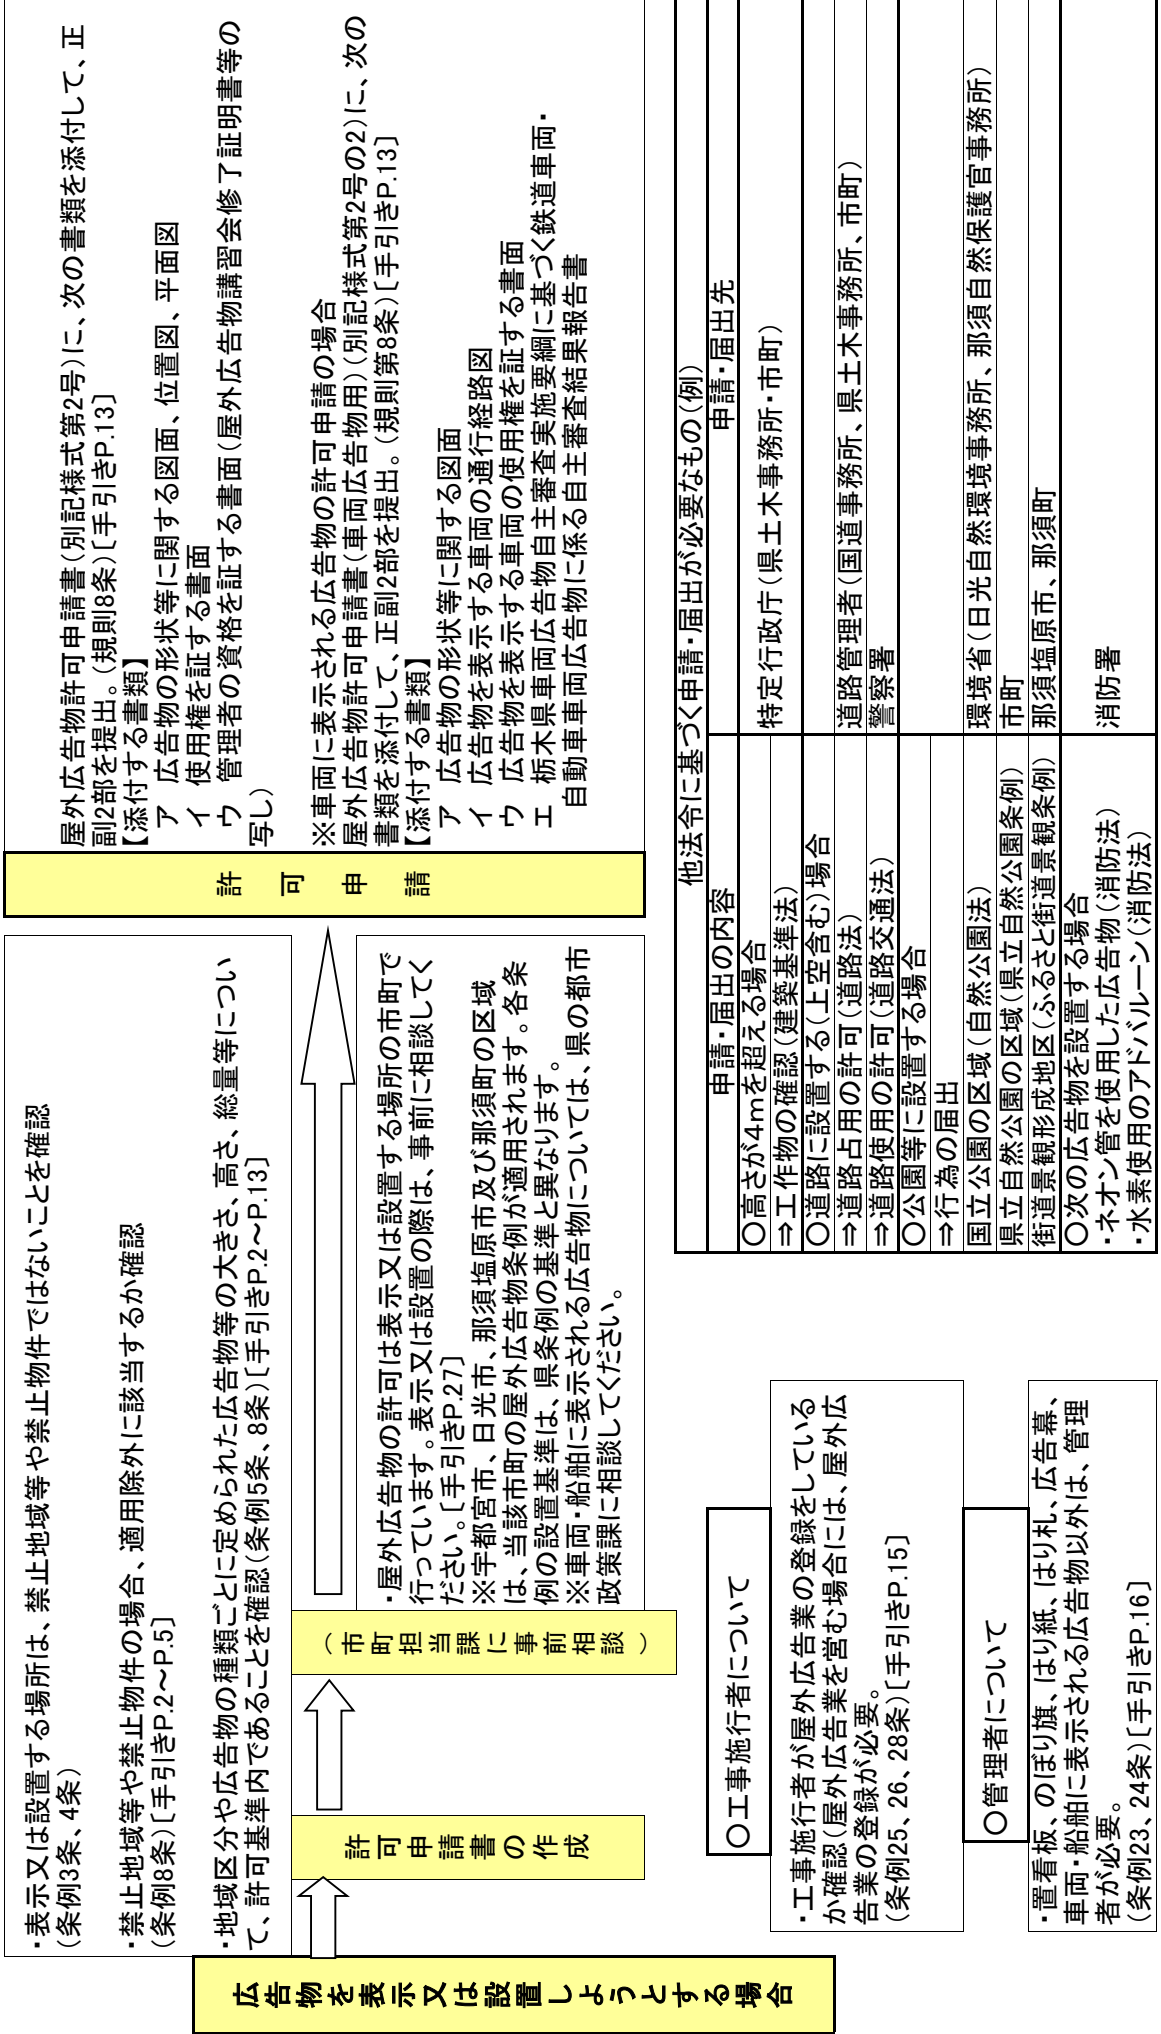 広告物を表示又は設置しようとする場合
・表示又は設置する場所は、禁止地域等や禁止物件ではないことを確認
（条例3条、4条）
・禁止地域等や禁止物件の場合、適用除外に該当するか確認
（条例8条）［手引きP.2～P.5］
・地域区分や広告物の種類ごとに定められた広告物等の大きさ、高さ、総量等につい
て、許可基準内であることを確認（条例5条、8条）［手引きP.2～P.13］
許可申請書の作成
（市町担当課に事前相談）
・屋外広告物の許可は表示又は設置する場所の市町で
行っています。表示又は設置の際は、事前に相談してく
ださい。［手引きP.27］
※宇都宮市、日光市、那須塩原市及び那須町の区域
は、当該市町の屋外広告物条例が適用されます。各条
例の設置基準は、県条例の基準と異なります。
※車両・船舶に表示される広告物については、県の都市
政策課に相談してください。
許可申請
屋外広告物許可申請書（別記様式第2号）に、次の書類を添付して、正
副2部を提出。（規則8条）［手引きP.13］
【添付する書類】
ア　広告物の形状等に関する図面、位置図、平面図
イ　使用権を証する書面
ウ　管理者の資格を証する書面（屋外広告物講習会修了証明書等の
写し）
※車両に表示される広告物の許可申請の場合
屋外広告物許可申請書（車両広告物用）（別記様式第2号の2）に、次の
書類を添付して、正副2部を提出。（規則第8条）［手引きP.13］
【添付する書類】
ア　広告物の形状等に関する図面
イ　広告物を表示する車両の通行経路図
ウ　広告物を表示する車両の使用権を証する書面
エ　栃木県車両広告物自主審査実施要綱に基づく鉄道車両・
自動車車両広告物に係る自主審査結果報告書
〇工事施行者について
・工事施行者が屋外広告業の登録をしている
か確認（屋外広告業を営む場合には、屋外広
告業の登録が必要。
（条例25、26、28条）［手引きP.15］
〇管理者について
・置看板、のぼり旗、はり紙、はり札、広告幕、
車両・船舶に表示される広告物以外は、管理
者が必要。
（条例23、24条）［手引きP.16］
他法令に基づく申請・届出が必要なもの（例）
申請・届出の内容　申請・届出先
〇高さが4ｍを超える場合
⇒工作物の確認（建築基準法）　特定行政庁（県土木事務所・市町）
〇道路に設置する（上空含む）場合
⇒道路占用の許可（道路法）　道路管理者（国道事務所、県土木事務所、市町）
⇒道路使用の許可（道路交通法）　警察署
〇公園等に設置する場合
⇒行為の届出
国立公園の区域（自然公園法）　環境省（日光自然環境事務所、那須自然保護官事務所）
県立自然公園の区域（県立自然公園条例）　市町
街道景観形成地区（ふるさと街道景観条例）　那須塩原市、那須町
〇次の広告物を設置する場合
・ネオン管を使用した広告物（消防法）　消防署
・水素使用のアドバルーン（消防法）